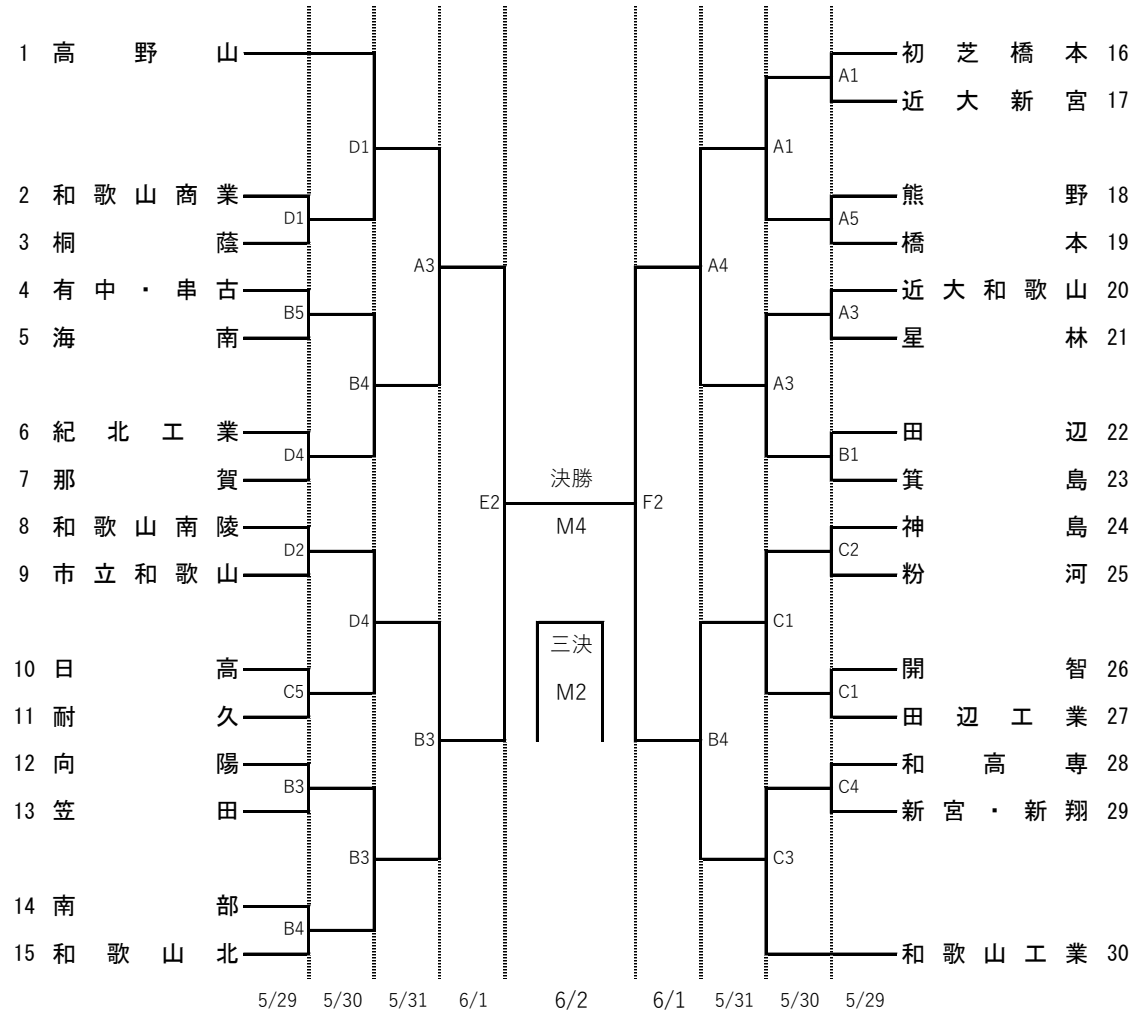 1 高野山 初芝橋本 16
A1
近大新宮 17
D1 A1
2 和歌山商業 熊野 18
D1 A5
3 桐蔭 橋本 19
A3 A4
4 有中・串古 近大和歌山 20
B5 A3
5 海南 星林 21
B4 A3
6 紀北工業 田辺 22
D4 B1
7 那賀 箕島 23
決勝
E2 F2
M4
8 和歌山南陵 神島 24
D2 C2
9 市立和歌山 粉河 25
D4 C1
三決
10 日高 開智 26
C5 M2 C1
11 耐久 田辺工業 27
B3 B4
12 向陽 和高専 28
B3 C4
13 笠田 新宮・新翔 29
B3 C3
14 南部
B4
15 和歌山北 和歌山工業 30
5/29 5/30 5/31 6/1 6/2 6/1 5/31 5/30 5/29